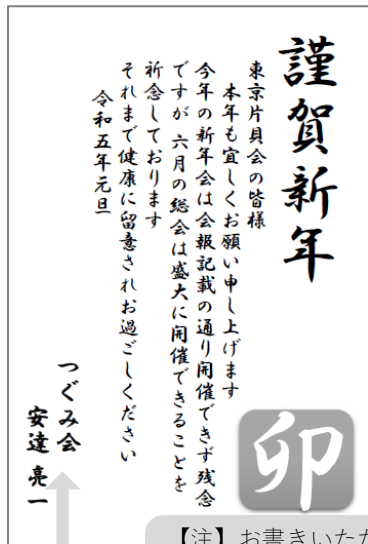 謹賀新年
東京片貝会の皆様
本年も宜しくお願い申し上げます
今年の新年会は会報記載の通り開催できず残念
ですが 六月の総会は盛大に開催できることを
祈念しております
それまで健康に留意されお過ごしください
令和五年元旦
つぐみ会
安達 亮一
卯
【注】お書きいただ